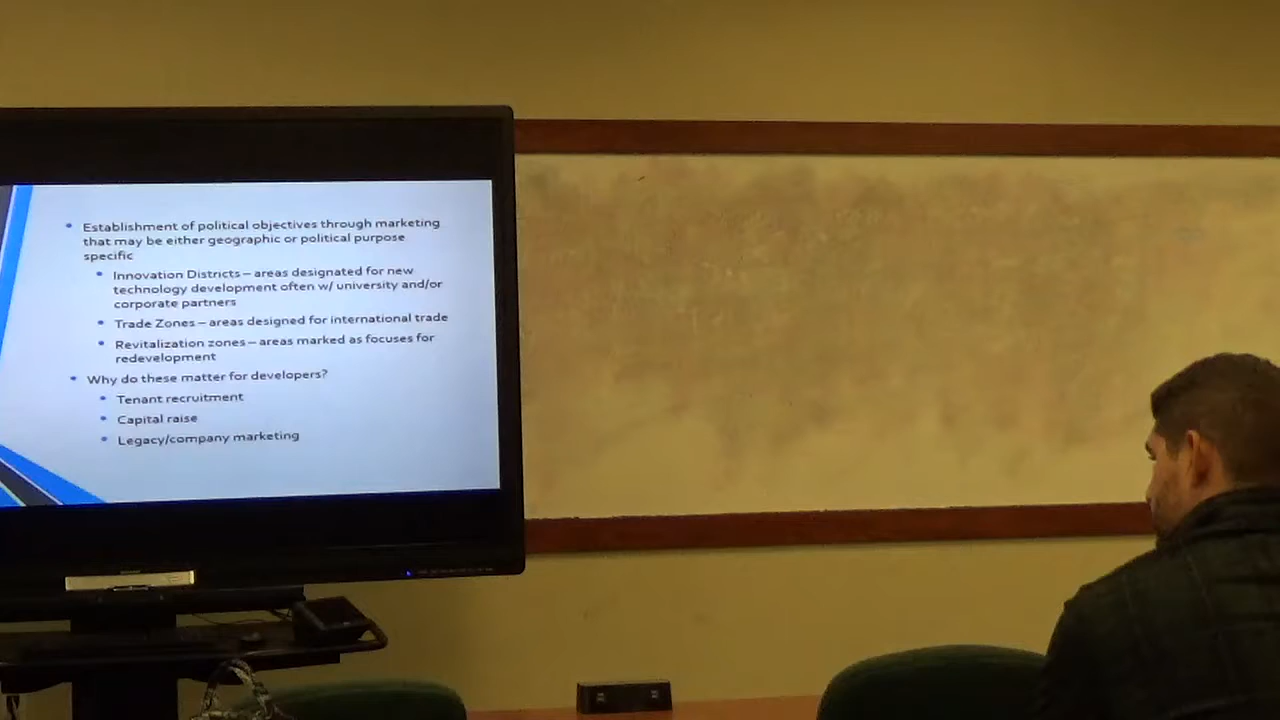 Establishment of political objectives through marketing
that may be either geographic or political purpose
specific
Innovation Districts – areas designated for new
technology development often w/ university and/or
corporate partners
Trade Zones – areas designed for international trade
Revitalization zones – areas marked as focuses for
redevelopment
Why do these matter for developers?
Tenant recruitment
Capital raise
Legacy/company marketing